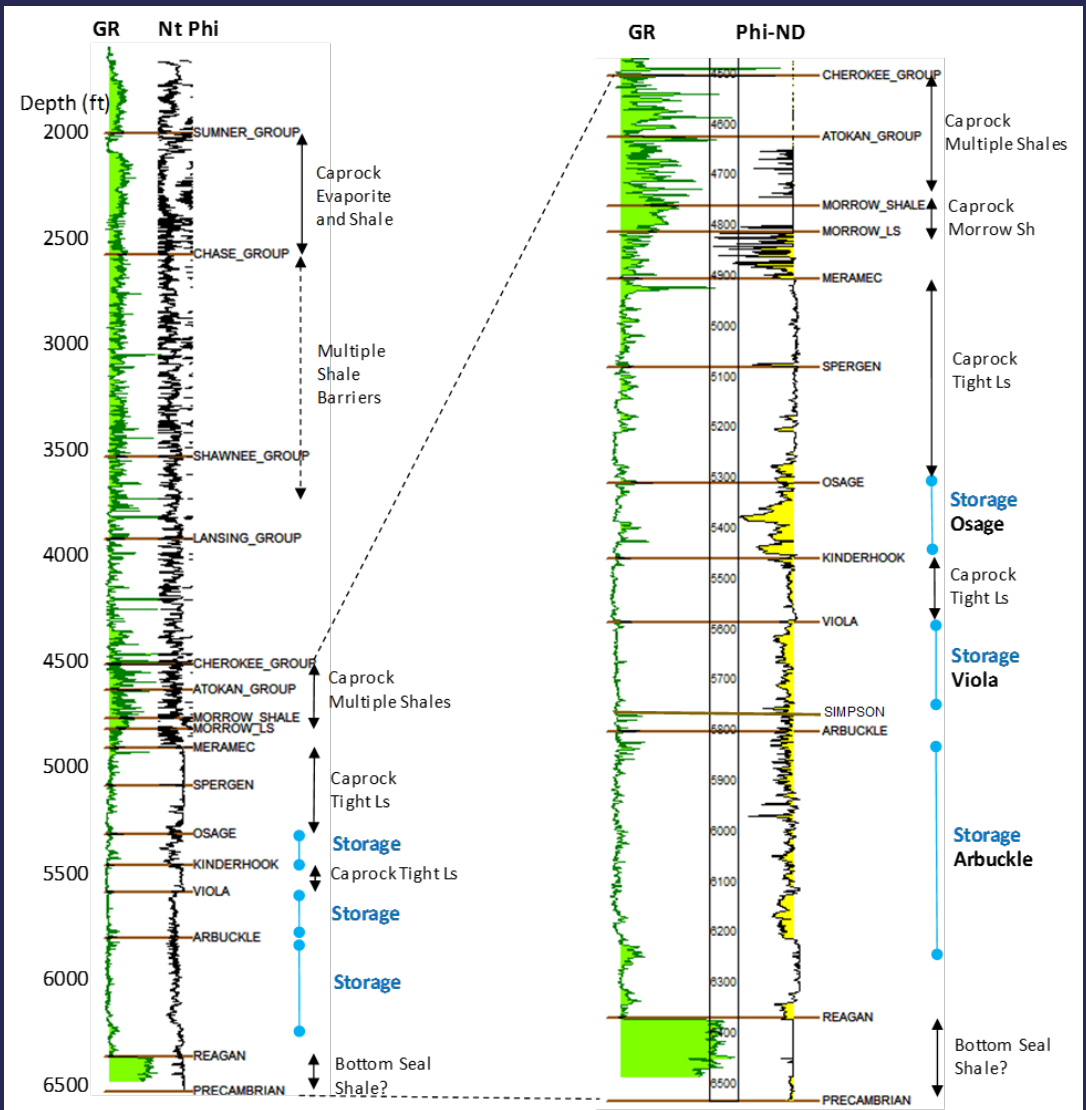 GR
Nt Phi
Depth (ft)
2000
2500
3000
3500
4000
4500
5000
5500
6000
6500
SUMNER_GROUP
CHASE_GROUP
SHAWNEE_GROUP
LANSING_GROUP
CHEROKEE_GROUP
ATOKAN_GROUP
MORROW_SHALE
MORROW_LS
MERAMEC
SPERGEN
OSAGE
KINDERHOOK
VIOLA
ARBUCKLE
REAGAN
PRECAMBRIAN
Caprock
Evaporite
and Shale
Multiple
Shale
Barriers
Caprock
Multiple Shales
Caprock
Tight Ls
Storage
Caprock Tight Ls
Storage
Storage
Bottom Seal
Shale?
GR
Phi-ND
4500
4600
4700
4800
4900
5000
5100
5200
5300
5400
5500
5600
5700
5800
5900
6000
6100
6200
6300
6400
6500
CHEROKEE_GROUP
ATOKAN_GROUP
MORROW_SHALE
MORROW_LS
MERAMEC
SPERGEN
OSAGE
KINDERHOOK
VIOLA
SIMPSON
ARBUCKLE
REAGAN
PRECAMBRIAN
Caprock
Multiple Shales
Caprock
Morrow Sh
Caprock
Tight Ls
Storage
Osage
Caprock
Tight Ls
Storage
Viola
Storage
Arbuckle
Bottom Seal
Shale?